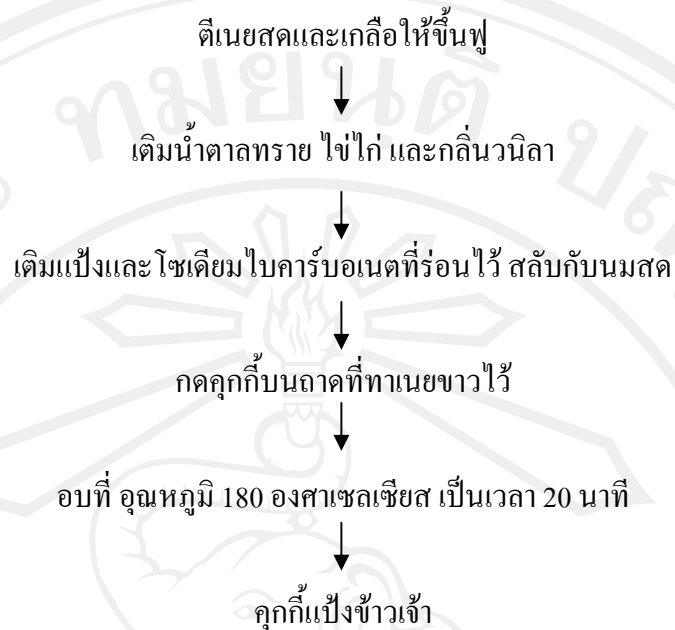 ตีเนยสดและเกลือให้ขึ้นฟู
เติมน้ำตาลทราย ไข่ไก่ และกลิ่นวนิลา
เติมแป้งและโซเดียมไบคาร์บอเนตที่ร่อนไว้ สลับกับนมสด
กดคุกกี้บนถาดที่ทาเนยขาวไว้
อบที่ อุณหภูมิ 180 องศาเซลเซียส เป็นเวลา 20 นาที
คุกกี้แป้งข้าวเจ้า